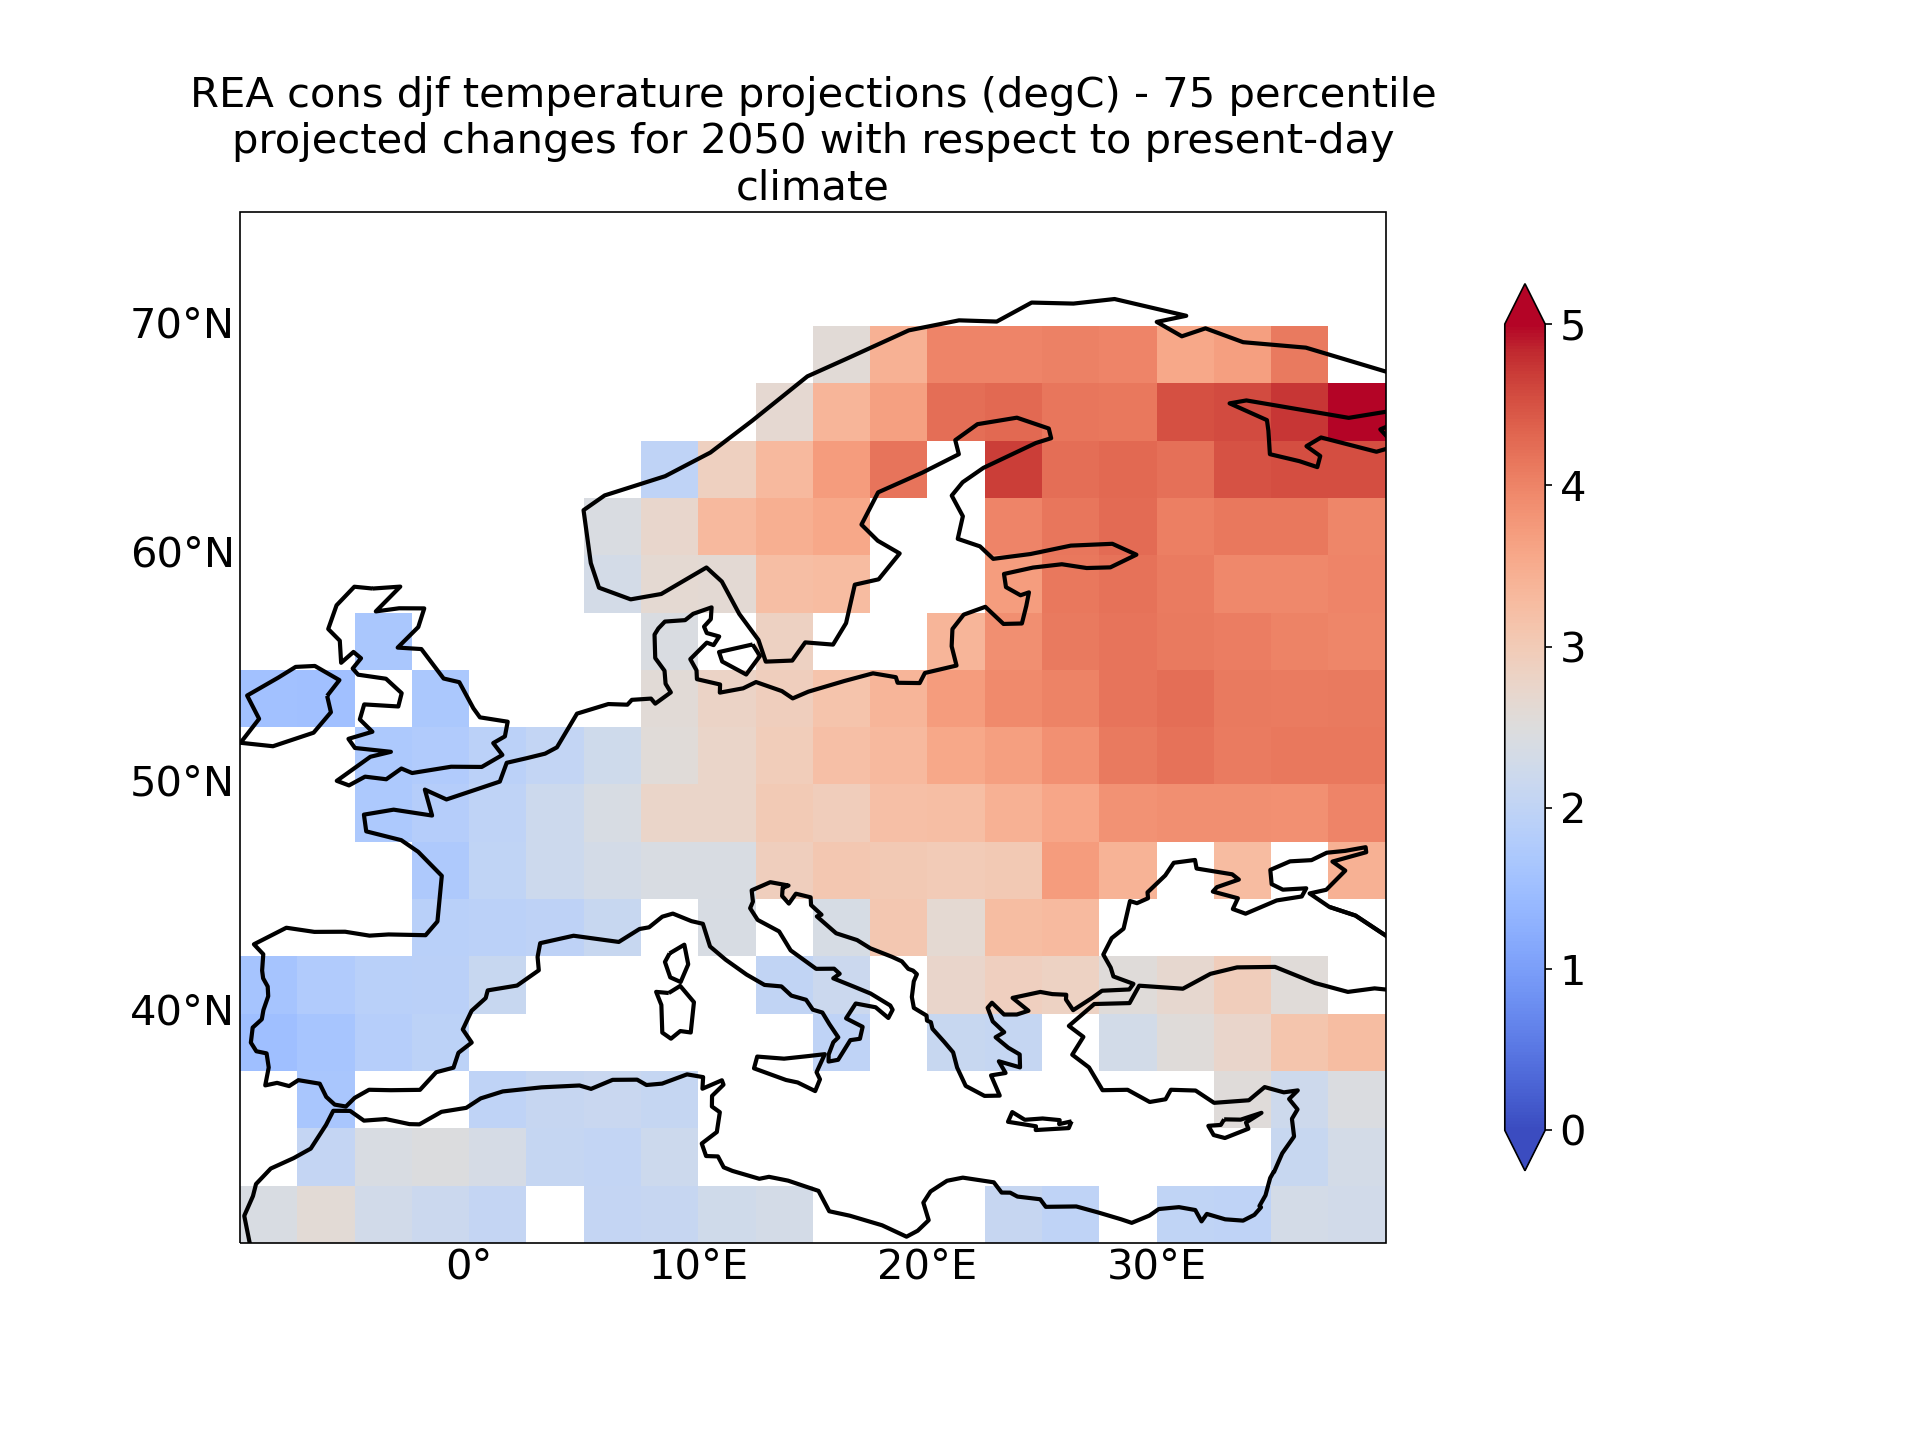 REA cons djf temperature projections (degC) - 75 percentile
projected changes for 2050 with respect to present-day
climate
70°N
60°N
50°N
40°N
0°
10°E
20°E
30°E
5
4
3
2
1
0